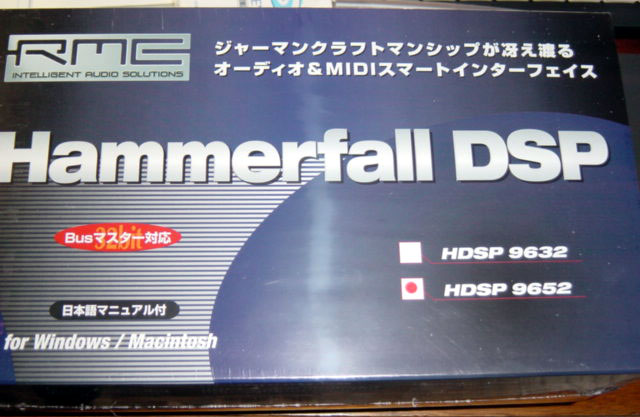 RME
INTELLIGENT AUDIO SOLUTIONS
ジャーマンクラフトマンシップが冴え渡る
オーディオ&MIDIスマートインターフェイス
Hammerfall DSP
32bit
Busマスター対応
HDSP 9632
HDSP 9652
日本語マニュアル付
for Windows / Macintosh